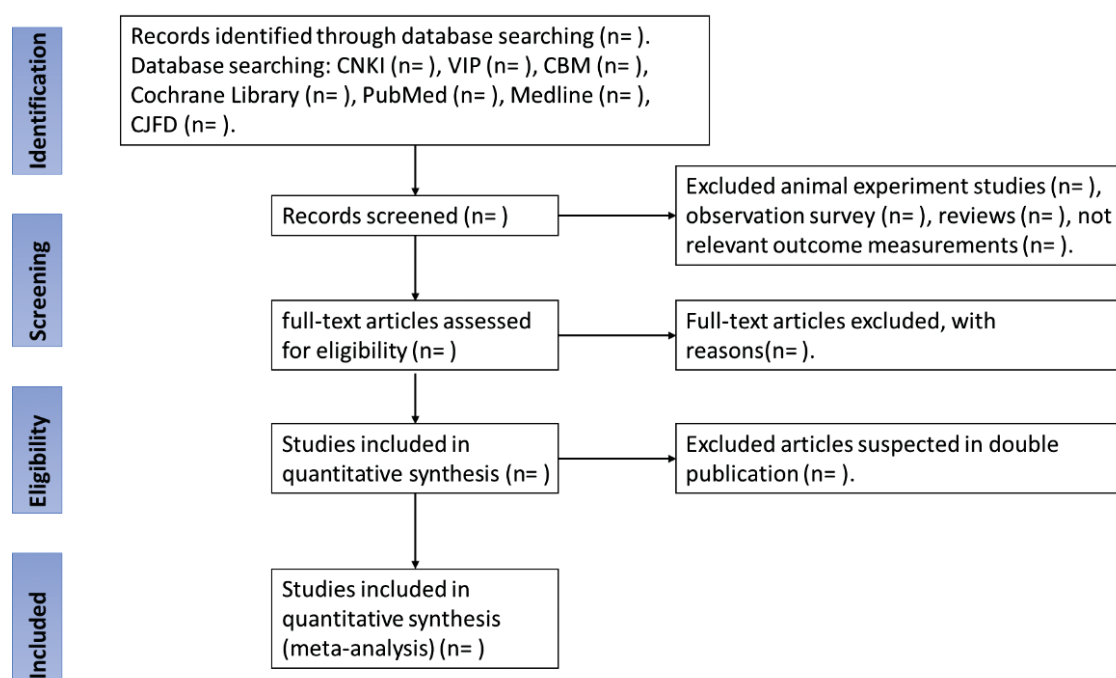 Identification
Records identified through database searching (n= ).
Database searching: CNKI (n= ), VIP (n= ), CBM (n= ),
Cochrane Library (n= ), PubMed (n= ), Medline (n= ),
CJFD (n= ).
Screening
Records screened (n= )
Excluded animal experiment studies (n= ),
observation survey (n= ), reviews (n= ), not
relevant outcome measurements (n= ).
full-text articles assessed
for eligibility (n= )
Full-text articles excluded, with
reasons(n= ).
Eligibility
Studies included in
quantitative synthesis (n= )
Excluded articles suspected in double
publication (n= ).
Included
Studies included in
quantitative synthesis
(meta-analysis) (n= )